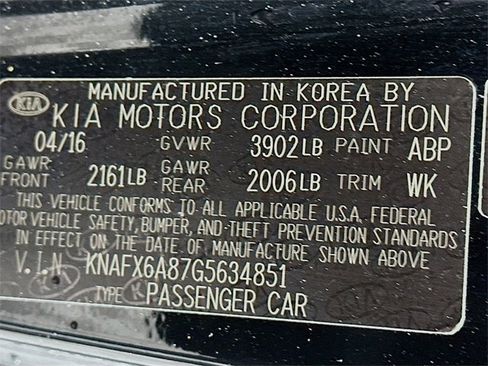 MANUFACTURED IN KOREA BY
KIA KIA MOTORS CORPORATION
04/16 GVWR 3902LB PAINT ABP
GAWR FRONT 2161LB GAWR REAR 2006LB TRIM WK
THIS VEHICLE CONFORMS TO ALL APPLICABLE U.S.A. FEDERAL
MOTOR VEHICLE SAFETY, BUMPER, AND THEFT PREVENTION STANDARDS
IN EFFECT ON THE DATE OF MANUFACTURE SHOWN ABOVE.
V.I.N KNAFX6A87G5634851
TYPE PASSENGER CAR